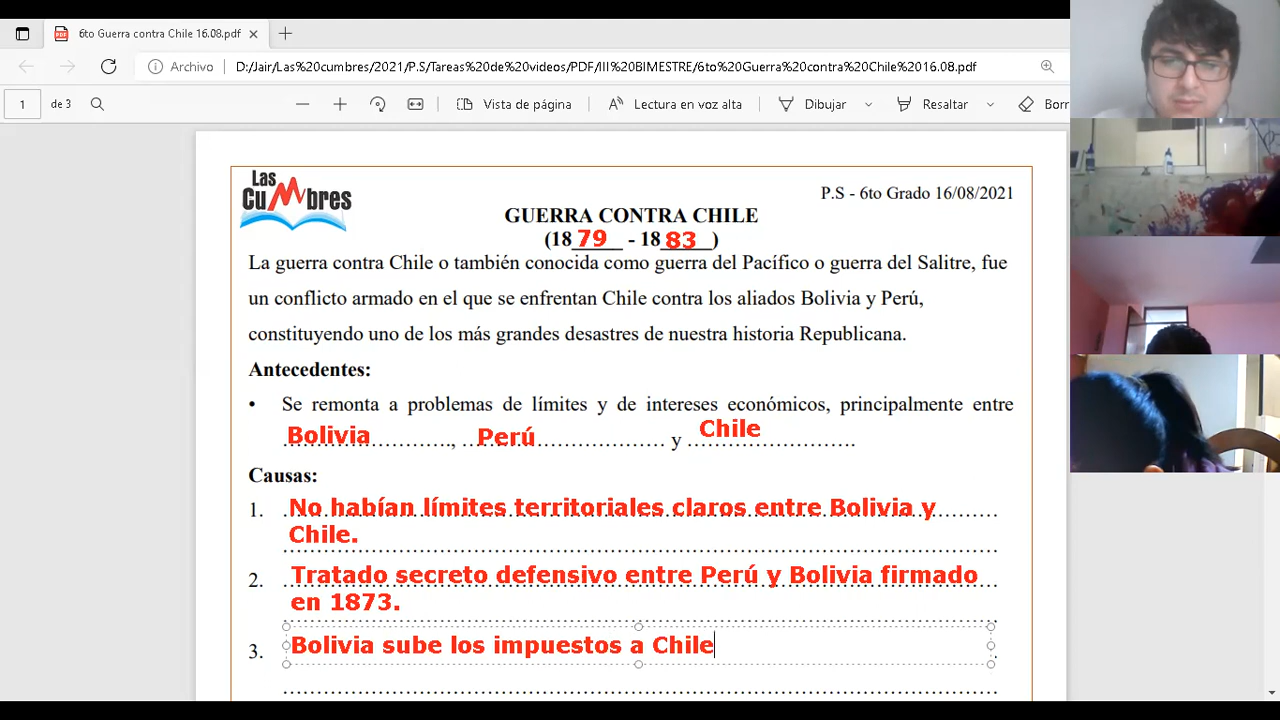 6to Guerra contra Chile 16.08.pdf
Archivo D:/Jair/Las%20cumbres/2021/P.S/Tareas%20de%20videos/PDF/III%20BIMESTRE/6to%20Guerra%20contra%20Chile%2016.08.pdf
1 de 3 Vista de página Lectura en voz alta Dibujar Resaltar Borr
Las
Cumbres
P.S - 6to Grado 16/08/2021
GUERRA CONTRA CHILE
(1879 - 1883)
La guerra contra Chile o también conocida como guerra del Pacífico o guerra del Salitre, fue
un conflicto armado en el que se enfrentan Chile contra los aliados Bolivia y Perú,
constituyendo uno de los más grandes desastres de nuestra historia Republicana.
Antecedentes:
• Se remonta a problemas de límites y de intereses económicos, principalmente entre
Bolivia, Perú y Chile.
Causas:
1. No habían límites territoriales claros entre Bolivia y
Chile.
2. Tratado secreto defensivo entre Perú y Bolivia firmado
en 1873.
3. Bolivia sube los impuestos a Chile